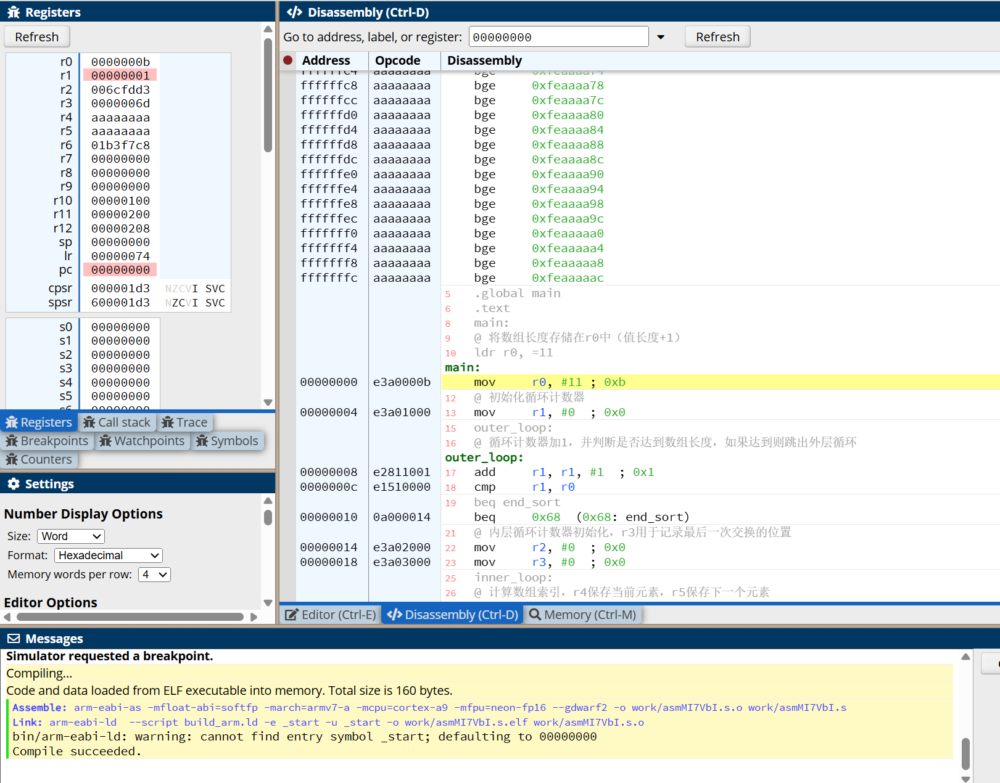 Registers
Refresh
r0 0000000b
r1 00000001
r2 006cfdd3
r3 0000006d
r4 aaaaaaaa
r5 aaaaaaaa
r6 01b3f7c8
r7 00000000
r8 00000000
r9 00000000
r10 00000100
r11 00000200
r12 00000208
sp 00000000
lr 00000074
pc 00000000
cpsr 000001d3 NZCVI SVC
spsr 600001d3 NZCVI SVC
s0 00000000
s1 00000000
s2 00000000
s3 00000000
s4 00000000
s5 00000000
s6 00000000
Registers Call stack Trace
Breakpoints Watchpoints Symbols
Counters
Settings
Number Display Options
Size: Word
Format: Hexadecimal
Memory words per row: 4
Editor Options
Disassembly (Ctrl-D)
Go to address, label, or register: 00000000 Refresh
Address Opcode Disassembly
ffffffc4 aaaaaaaa bge 0xfeaaaa74
ffffffc8 aaaaaaaa bge 0xfeaaaa78
ffffffcc aaaaaaaa bge 0xfeaaaa7c
ffffffd0 aaaaaaaa bge 0xfeaaaa80
ffffffd4 aaaaaaaa bge 0xfeaaaa84
ffffffd8 aaaaaaaa bge 0xfeaaaa88
ffffffdc aaaaaaaa bge 0xfeaaaa8c
ffffffe0 aaaaaaaa bge 0xfeaaaa90
ffffffe4 aaaaaaaa bge 0xfeaaaa94
ffffffe8 aaaaaaaa bge 0xfeaaaa98
ffffffec aaaaaaaa bge 0xfeaaaa9c
fffffff0 aaaaaaaa bge 0xfeaaaaa0
fffffff4 aaaaaaaa bge 0xfeaaaaa4
fffffff8 aaaaaaaa bge 0xfeaaaaa8
fffffffc aaaaaaaa bge 0xfeaaaaac
5 .global main
6 .text
8 main:
9 @ 将数组长度存储在r0中（值长度+1）
10 ldr r0, =11
main:
00000000 e3a0000b mov r0, #11 ; 0xb
12 @ 初始化循环计数器
00000004 e3a01000 13 mov r1, #0 ; 0x0
15 outer_loop:
16 @ 循环计数器加1，并判断是否达到数组长度，如果达到则跳出外层循环
outer_loop:
00000008 e2811001 17 add r1, r1, #1 ; 0x1
0000000c e1510000 18 cmp r1, r0
19 beq end_sort
00000010 0a000014 beq 0x68 (0x68: end_sort)
21 @ 内层循环计数器初始化，r3用于记录最后一次交换的位置
00000014 e3a02000 22 mov r2, #0 ; 0x0
00000018 e3a03000 23 mov r3, #0 ; 0x0
25 inner_loop:
26 @ 计算数组索引，r4保存当前元素，r5保存下一个元素
Editor (Ctrl-E) Disassembly (Ctrl-D) Memory (Ctrl-M)
Messages
Simulator requested a breakpoint.
Compiling...
Code and data loaded from ELF executable into memory. Total size is 160 bytes.
Assemble: arm-eabi-as -mfloat-abi=softfp -march=armv7-a -mcpu=cortex-a9 -mfpu=neon-fp16 --gdwarf2 -o work/asmMI7VbI.s.o work/asmMI7VbI.s
Link: arm-eabi-ld --script build_arm.ld -e _start -u _start -o work/asmMI7VbI.s.elf work/asmMI7VbI.s.o
bin/arm-eabi-ld: warning: cannot find entry symbol _start; defaulting to 00000000
Compile succeeded.